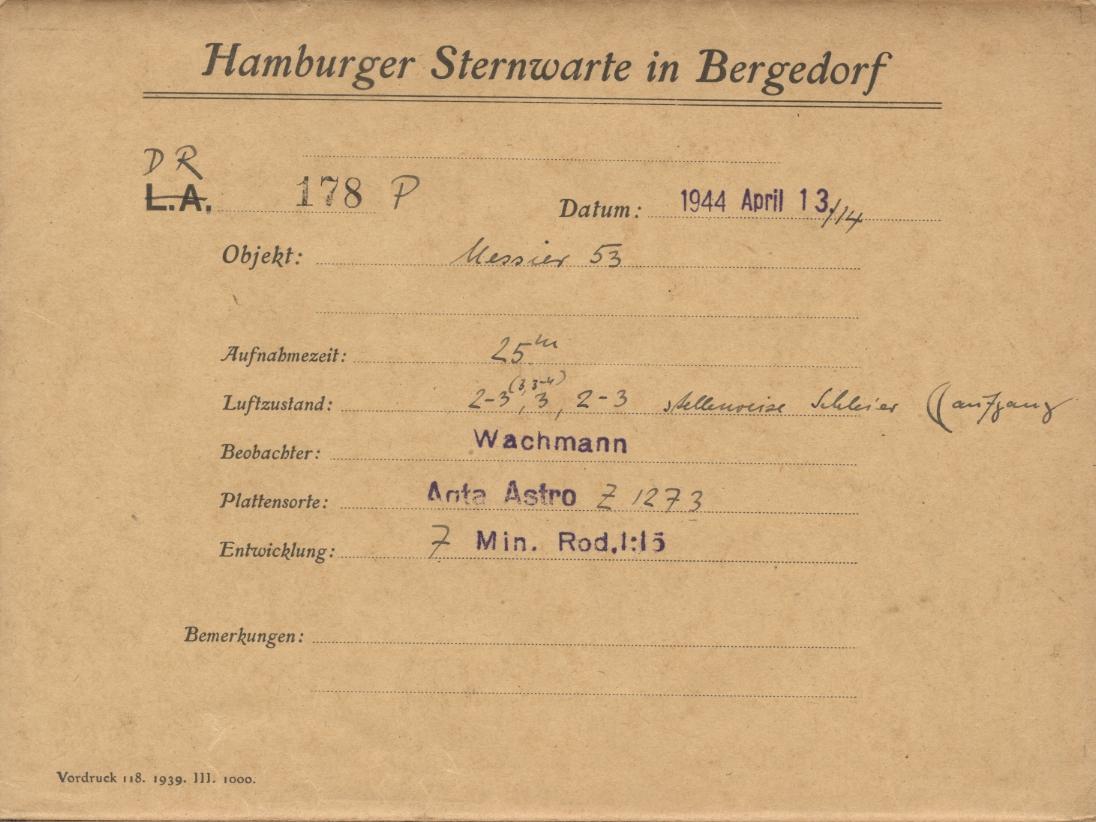 Hamburger Sternwarte in Bergedorf
DR
L.A. 178 P Datum: 1944 April 13./14
Objekt: Messier 53
Aufnahmezeit: 25m
(3, 3-4)
Luftzustand: 2-3, 3, 2-3 stellenweise Schleier (aufgang
Beobachter: Wachmann
Plattensorte: Agfa Astro Z 1273
Entwicklung: 7 Min. Rod.1:15
Bemerkungen:
Vordruck 118. 1939. III. 1000.